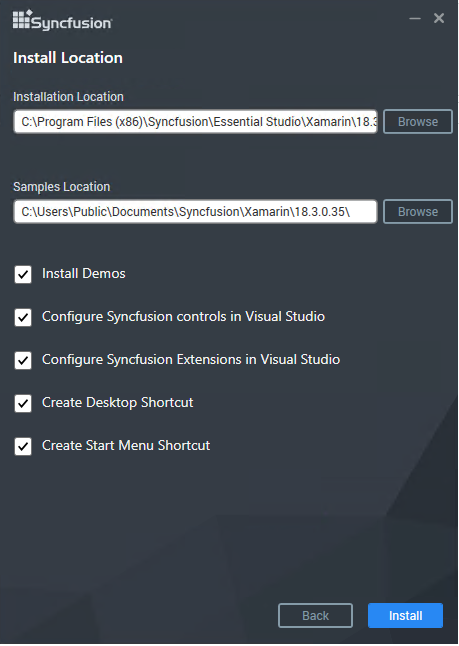 Syncfusion
Install Location
Installation Location
C:\Program Files (x86)\Syncfusion\Essential Studio\Xamarin\18.3
Browse
Samples Location
C:\Users\Public\Documents\Syncfusion\Xamarin\18.3.0.35\
Browse
Install Demos
Configure Syncfusion controls in Visual Studio
Configure Syncfusion Extensions in Visual Studio
Create Desktop Shortcut
Create Start Menu Shortcut
Back
Install